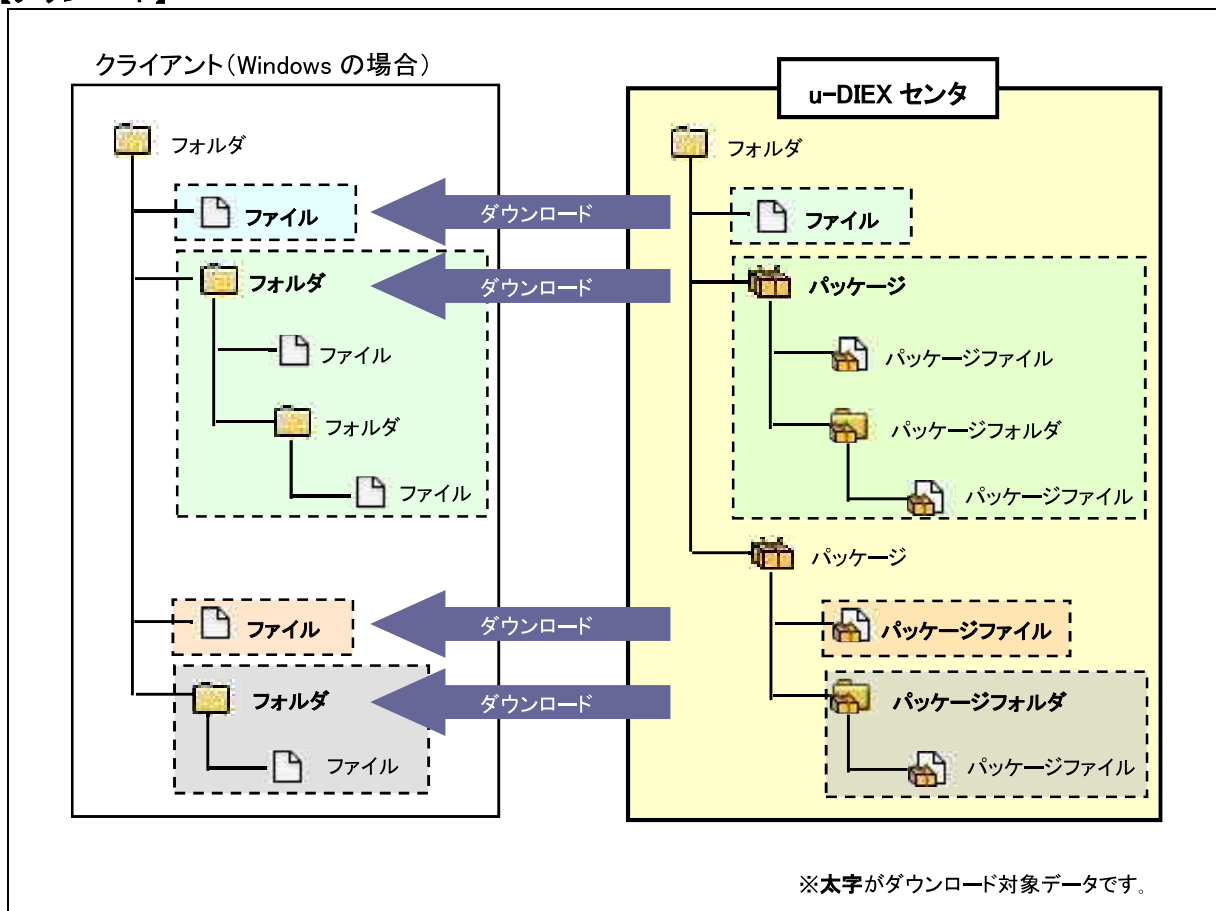 クライアント(Windows の場合)
フォルダ
ファイル
フォルダ
ファイル
フォルダ
ファイル
ファイル
フォルダ
ファイル
ダウンロード
ダウンロード
ダウンロード
ダウンロード
u-DIEX センタ
フォルダ
ファイル
パッケージ
パッケージファイル
パッケージフォルダ
パッケージファイル
パッケージ
パッケージファイル
パッケージフォルダ
パッケージファイル
※太字がダウンロード対象データです。